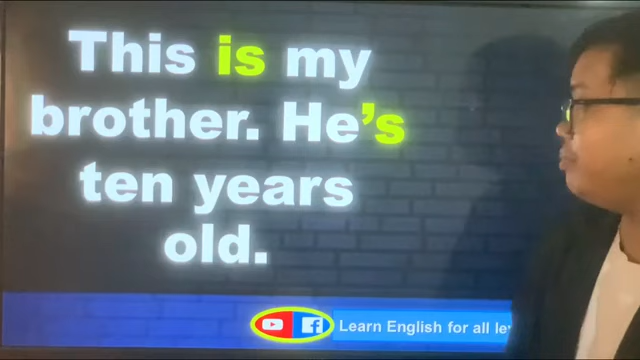 This is my
brother. He's
ten years
old.
Learn English for all